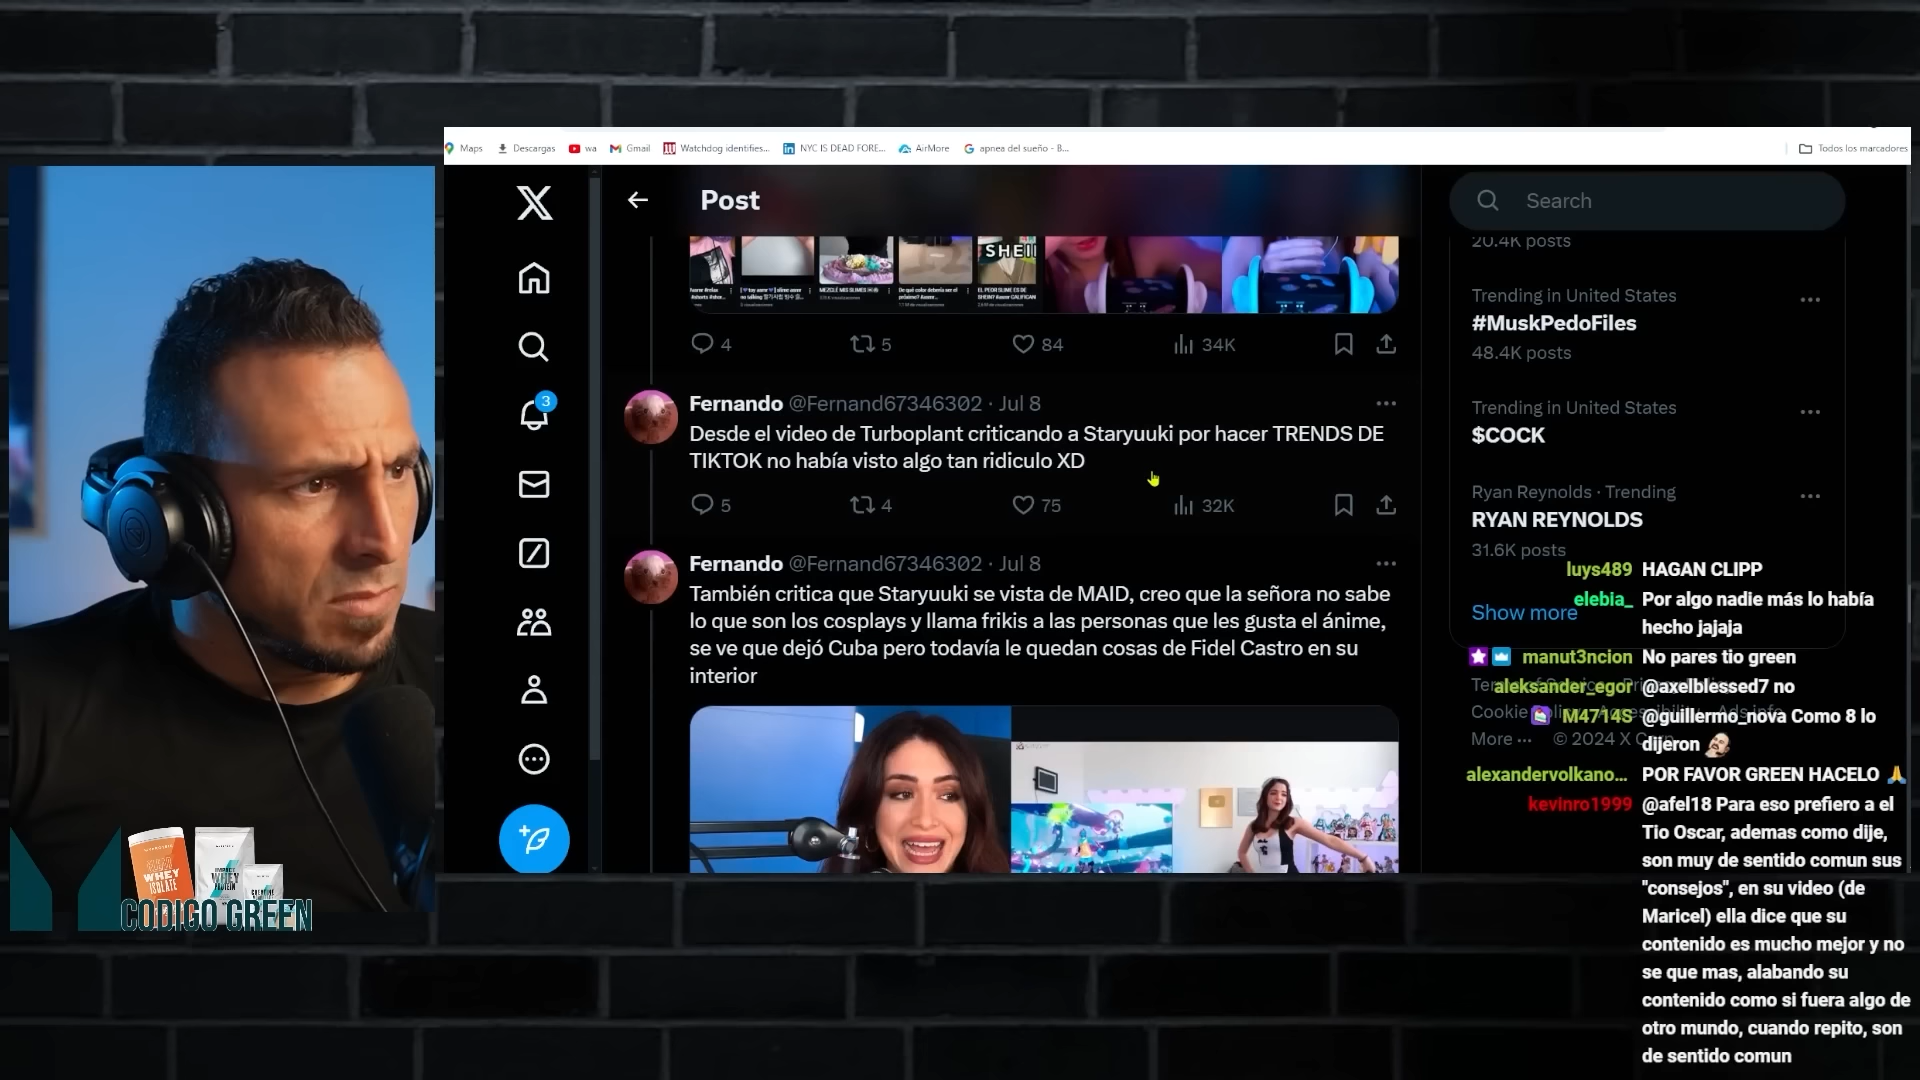 Maps
Descargas
wa
Gmail
Watchdog identifies...
NYC IS DEAD FORE...
AirMore
apnea del sueño - B...
Todos los marcadores
Post
Search
3
SHEIN
4
5
84
34K
Fernando @Fernand67346302 · Jul 8
Desde el video de Turboplant criticando a Staryuuki por hacer TRENDS DE
TIKTOK no había visto algo tan ridiculo XD
5
4
75
32K
Fernando @Fernand67346302 · Jul 8
También critica que Staryuuki se vista de MAID, creo que la señora no sabe
lo que son los cosplays y llama frikis a las personas que les gusta el ánime,
se ve que dejó Cuba pero todavía le quedan cosas de Fidel Castro en su
interior
20.4K posts
Trending in United States
#MuskPedoFiles
48.4K posts
Trending in United States
$COCK
Ryan Reynolds · Trending
RYAN REYNOLDS
31.6K posts
Show more
More ··· © 2024 X Corp.
luys489 HAGAN CLIPP
elebia_ Por algo nadie más lo había
hecho jajaja
manut3ncion No pares tio green
aleksander_egor @axelblessed7 no
M4714S @guillermo_nova Como 8 lo
dijeron
alexandervolkano... POR FAVOR GREEN HACELO
kevinro1999 @afel18 Para eso prefiero a el
Tio Oscar, ademas como dije,
son muy de sentido comun sus
"consejos", en su video (de
Maricel) ella dice que su
contenido es mucho mejor y no
se que mas, alabando su
contenido como si fuera algo de
otro mundo, cuando repito, son
de sentido comun
WHEY
ISOLATE
WHEY
CODIGO GREEN